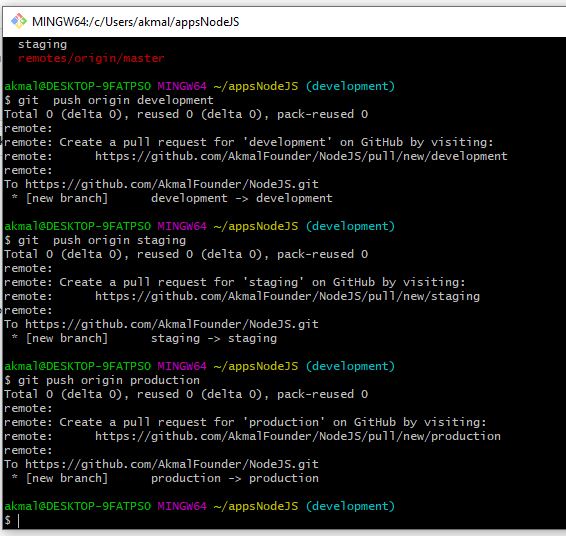 MINGW64:/c/Users/akmal/appsNodeJS
staging
remotes/origin/master
akmal@DESKTOP-9FATPSO MINGW64 ~/appsNodeJS (development)
$ git  push origin development
Total 0 (delta 0), reused 0 (delta 0), pack-reused 0
remote:
remote: Create a pull request for 'development' on GitHub by visiting:
remote:      https://github.com/AkmalFounder/NodeJS/pull/new/development
remote:
To https://github.com/AkmalFounder/NodeJS.git
 * [new branch]      development -> development
akmal@DESKTOP-9FATPSO MINGW64 ~/appsNodeJS (development)
$ git  push origin staging
Total 0 (delta 0), reused 0 (delta 0), pack-reused 0
remote:
remote: Create a pull request for 'staging' on GitHub by visiting:
remote:      https://github.com/AkmalFounder/NodeJS/pull/new/staging
remote:
To https://github.com/AkmalFounder/NodeJS.git
 * [new branch]      staging -> staging
akmal@DESKTOP-9FATPSO MINGW64 ~/appsNodeJS (development)
$ git push origin production
Total 0 (delta 0), reused 0 (delta 0), pack-reused 0
remote:
remote: Create a pull request for 'production' on GitHub by visiting:
remote:      https://github.com/AkmalFounder/NodeJS/pull/new/production
remote:
To https://github.com/AkmalFounder/NodeJS.git
 * [new branch]      production -> production
akmal@DESKTOP-9FATPSO MINGW64 ~/appsNodeJS (development)
$